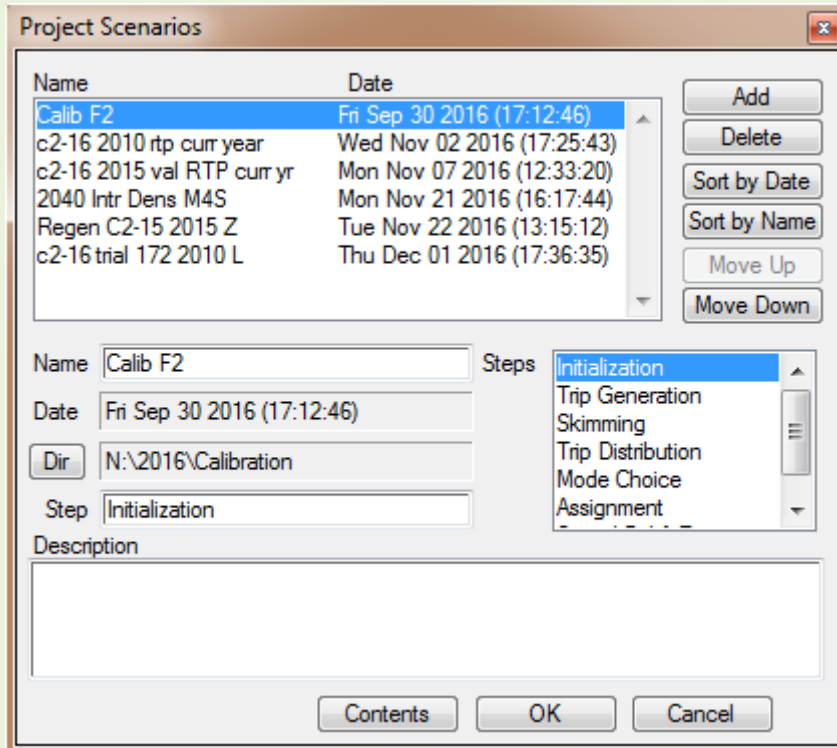 Project Scenarios
Name Date
Calib F2 Fri Sep 30 2016 (17:12:46)
c2-16 2010 rtp curr year Wed Nov 02 2016 (17:25:43)
c2-16 2015 val RTP curr yr Mon Nov 07 2016 (12:33:20)
2040 Intr Dens M4S Mon Nov 21 2016 (16:17:44)
Regen C2-15 2015 Z Tue Nov 22 2016 (13:15:12)
c2-16 trial 172 2010 L Thu Dec 01 2016 (17:36:35)
Add
Delete
Sort by Date
Sort by Name
Move Up
Move Down
Name Calib F2
Date Fri Sep 30 2016 (17:12:46)
Dir N:\2016\Calibration
Step Initialization
Steps
Initialization
Trip Generation
Skimming
Trip Distribution
Mode Choice
Assignment
Description
Contents OK Cancel